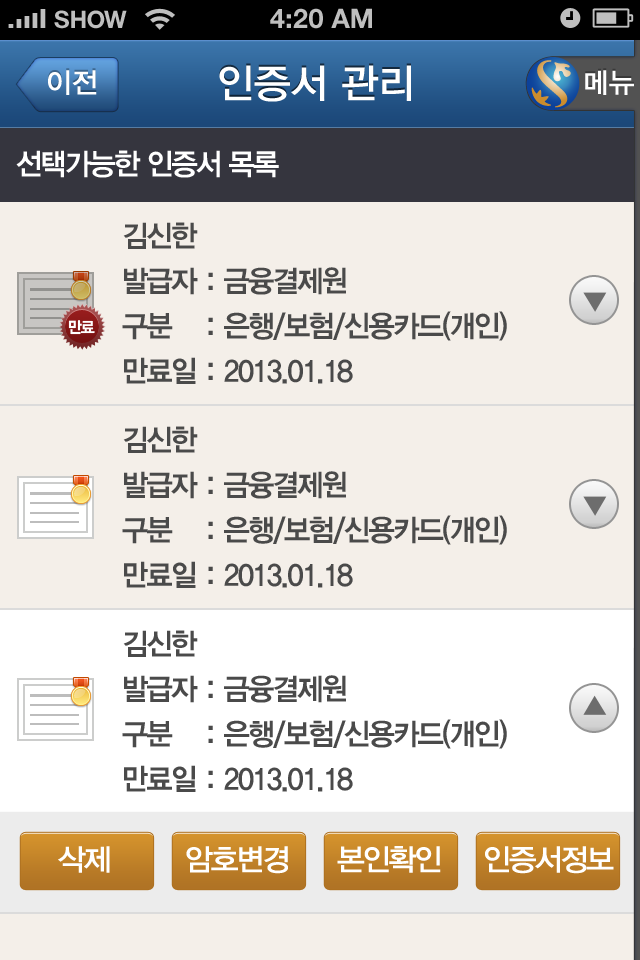 SHOW 4:20 AM
이전 인증서 관리 메뉴
선택가능한 인증서 목록
김신한
발급자 : 금융결제원
만료
구분 : 은행/보험/신용카드(개인)
만료일 : 2013.01.18
김신한
발급자 : 금융결제원
구분 : 은행/보험/신용카드(개인)
만료일 : 2013.01.18
김신한
발급자 : 금융결제원
구분 : 은행/보험/신용카드(개인)
만료일 : 2013.01.18
삭제 암호변경 본인확인 인증서정보